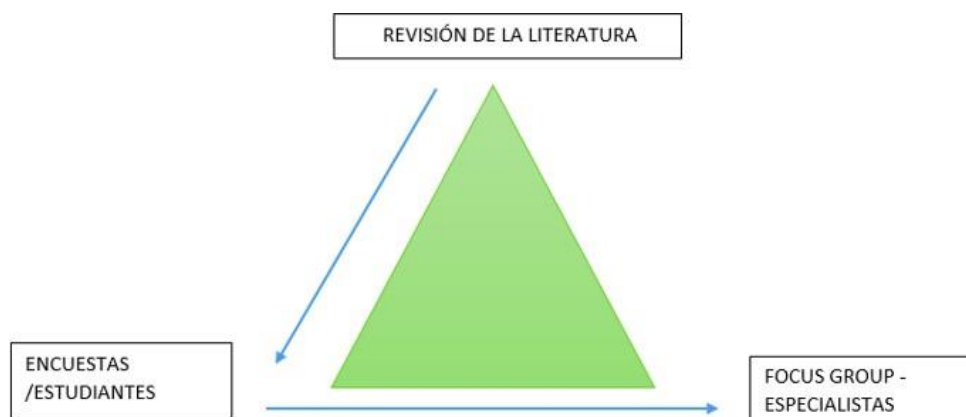 REVISIÓN DE LA LITERATURA
ENCUESTAS
/ESTUDIANTES
FOCUS GROUP -
ESPECIALISTAS